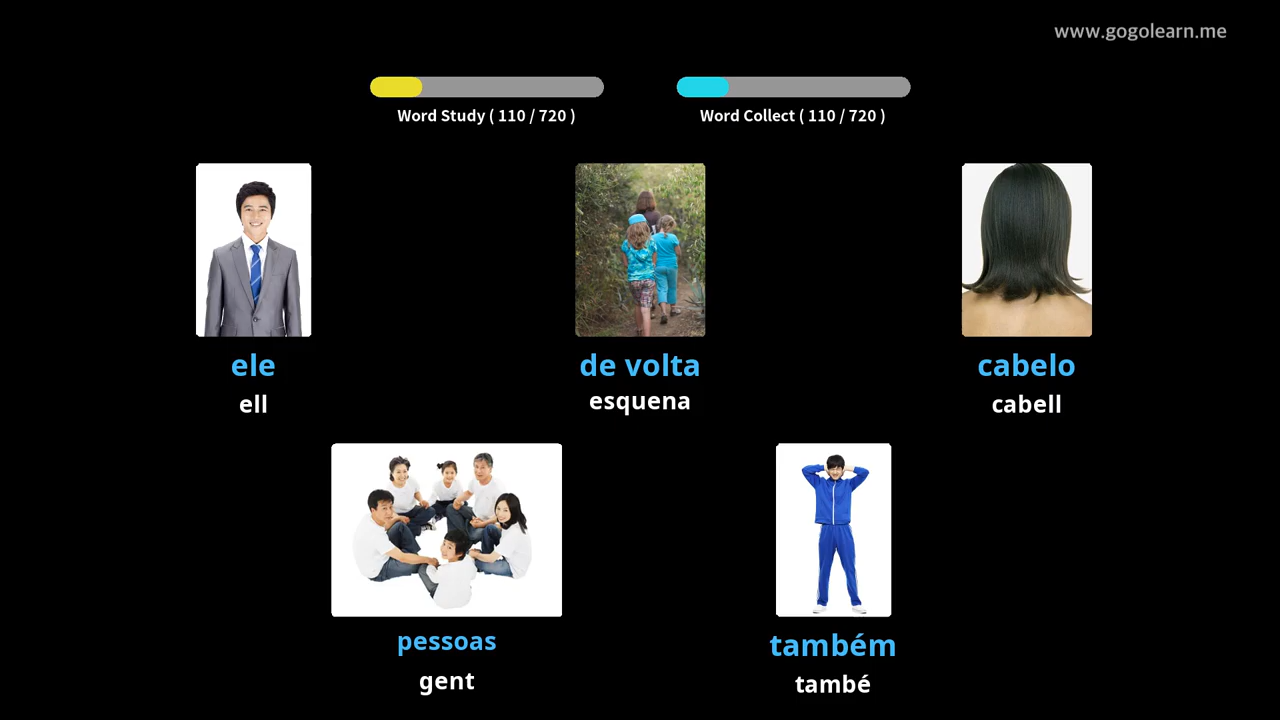 www.gogolearn.me
Word Study ( 110 / 720 )
Word Collect ( 110 / 720 )
ele
ell
de volta
esquena
cabelo
cabell
pessoas
gent
também
també